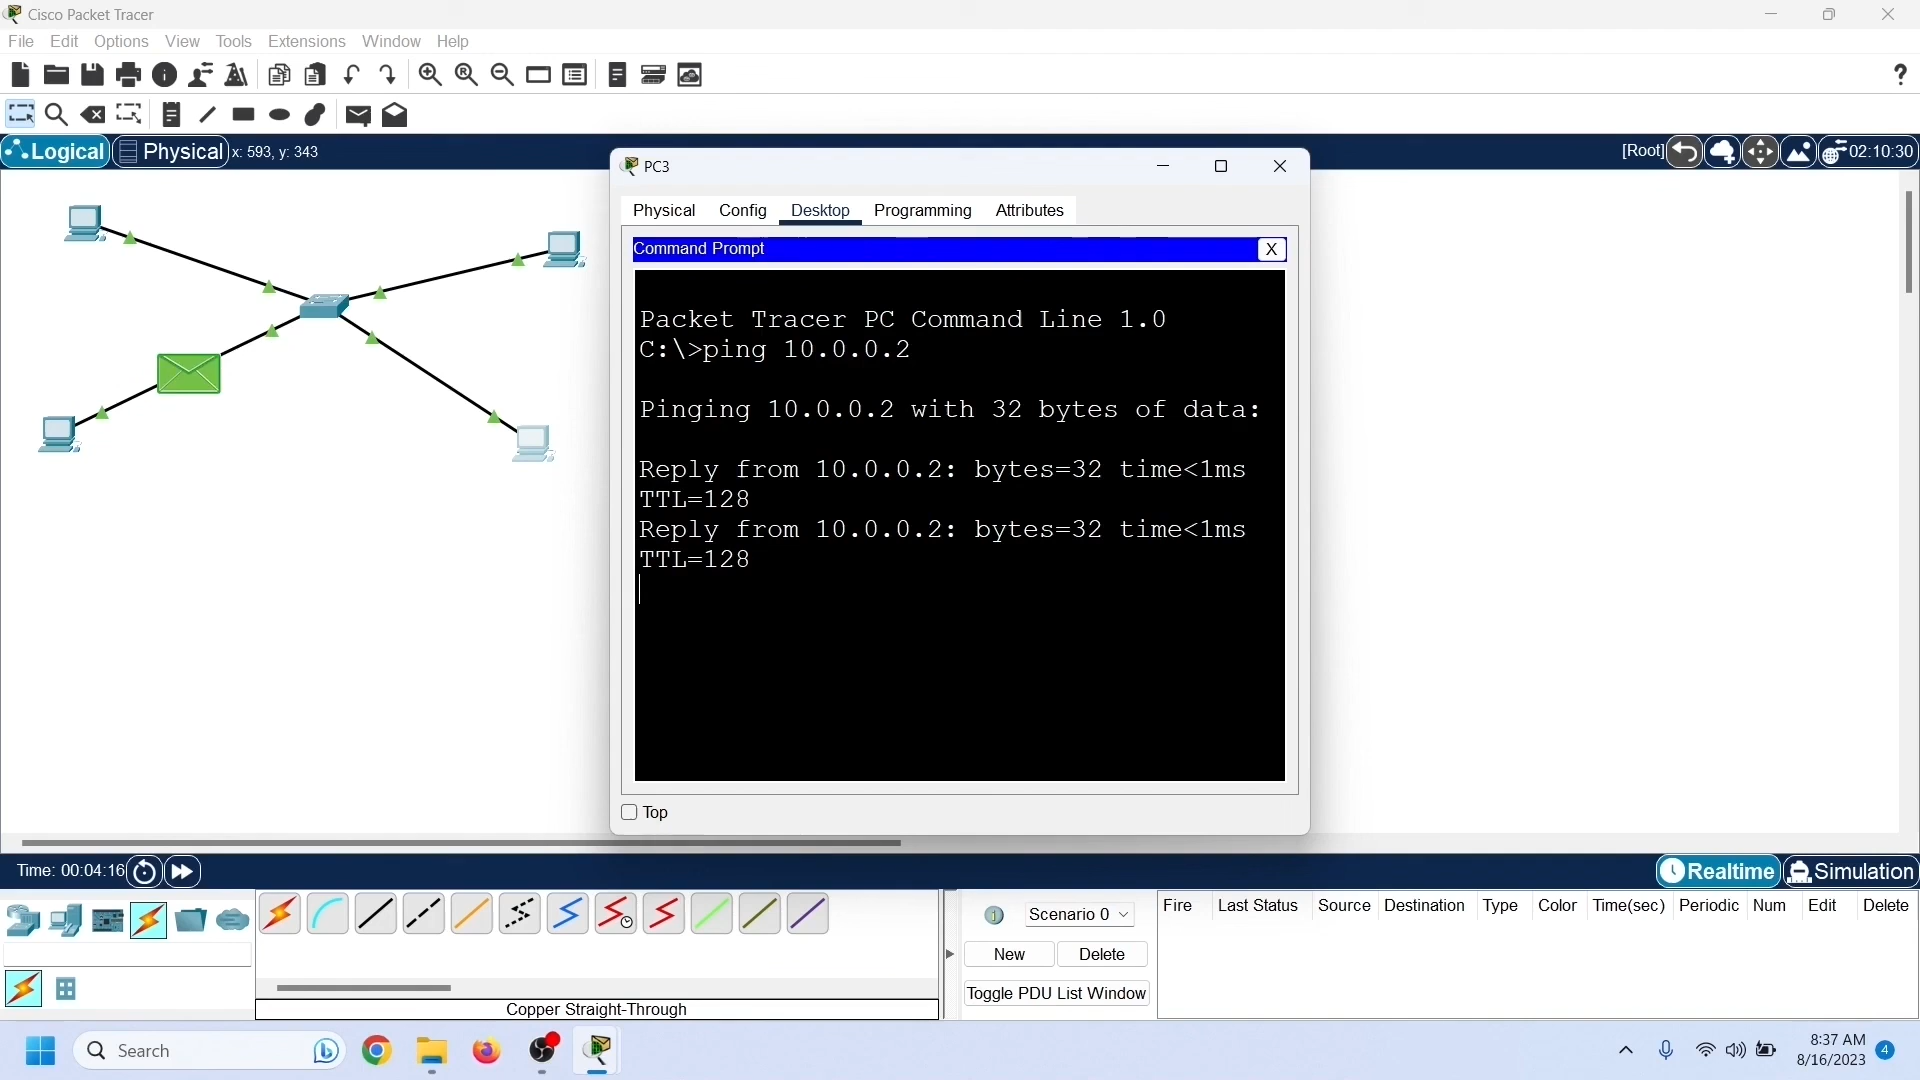 Cisco Packet Tracer
File Edit Options View Tools Extensions Window Help
?
Logical Physical x: 593, y: 343
[Root] 02:10:30
PC3
Physical Config Desktop Programming Attributes
Command Prompt
X
Packet Tracer PC Command Line 1.0
C:\>ping 10.0.0.2
Pinging 10.0.0.2 with 32 bytes of data:
Reply from 10.0.0.2: bytes=32 time<1ms
TTL=128
Reply from 10.0.0.2: bytes=32 time<1ms
TTL=128
Top
Time: 00:04:16
Realtime Simulation
Scenario 0
New Delete
Toggle PDU List Window
Fire Last Status Source Destination Type Color Time(sec) Periodic Num Edit Delete
Copper Straight-Through
Search
8:37 AM
8/16/2023
4